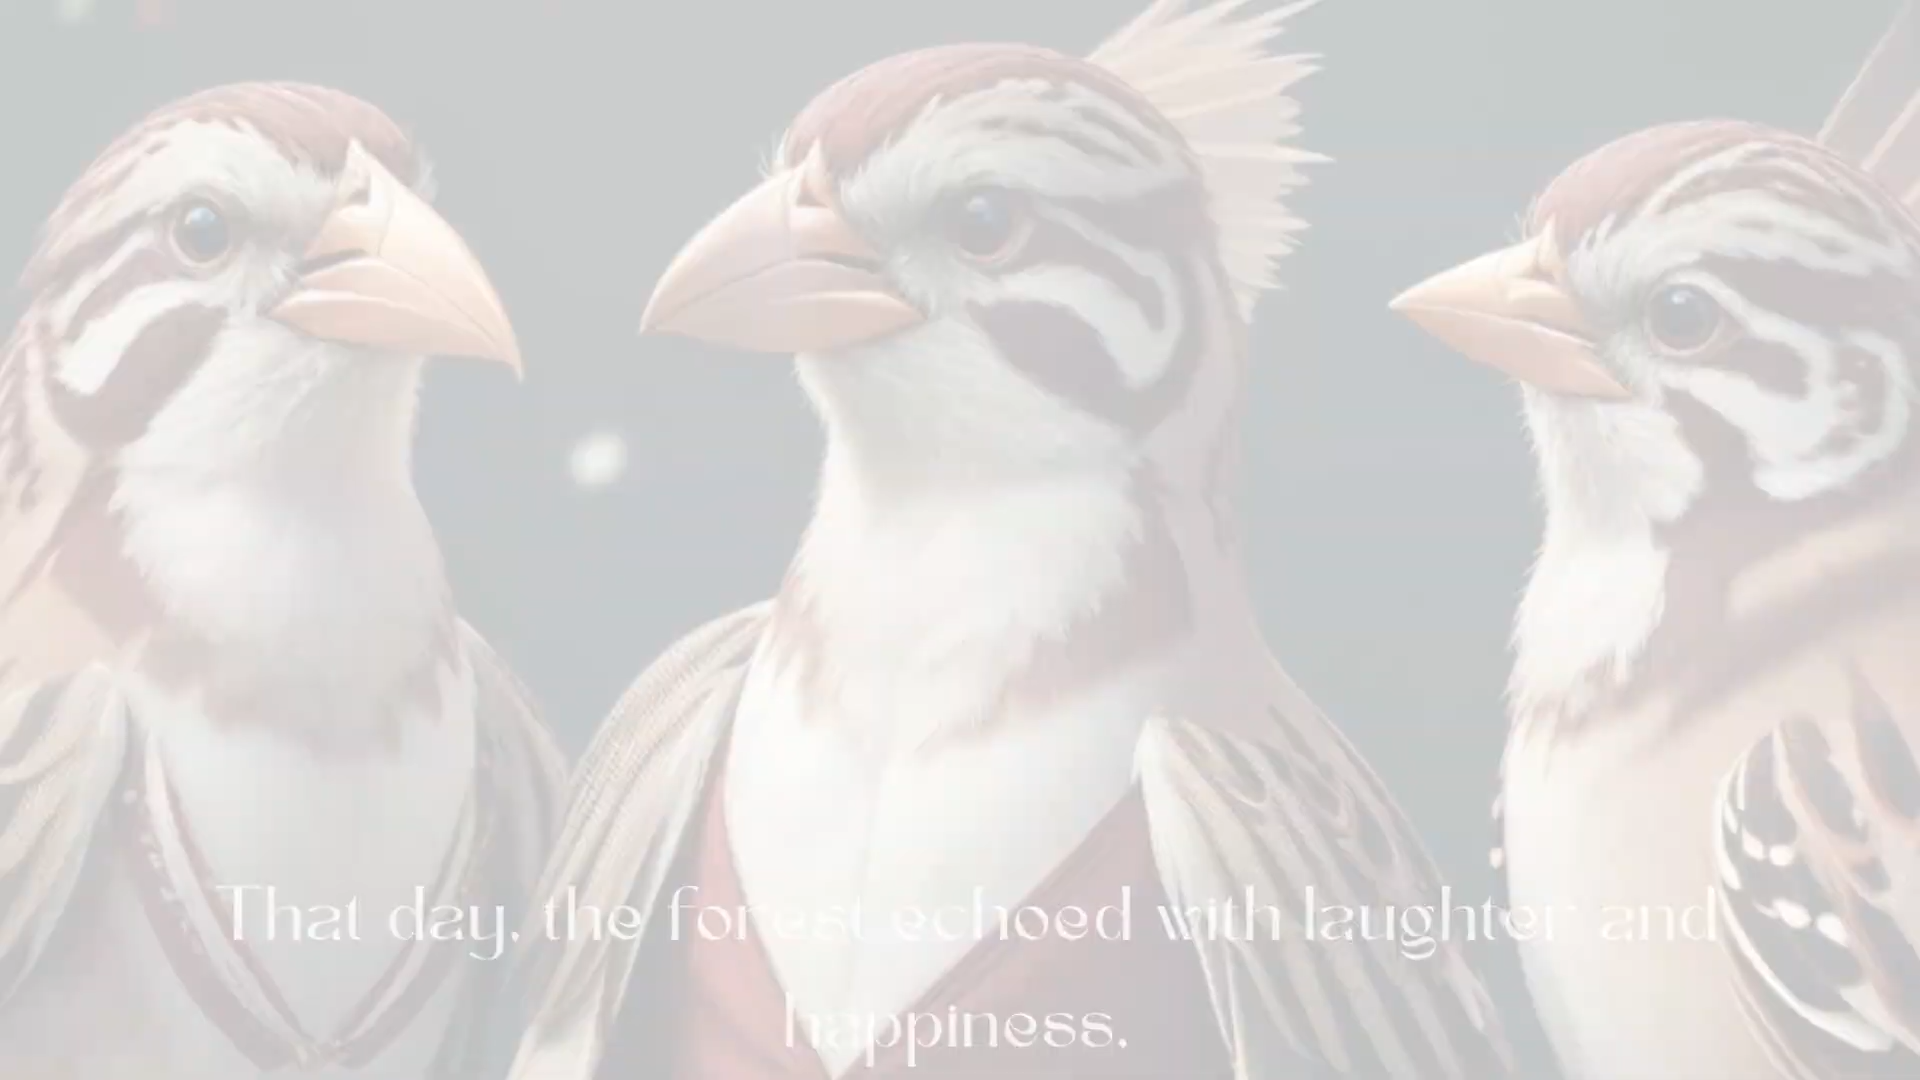 That day, the forest echoed with laughter and
happiness.